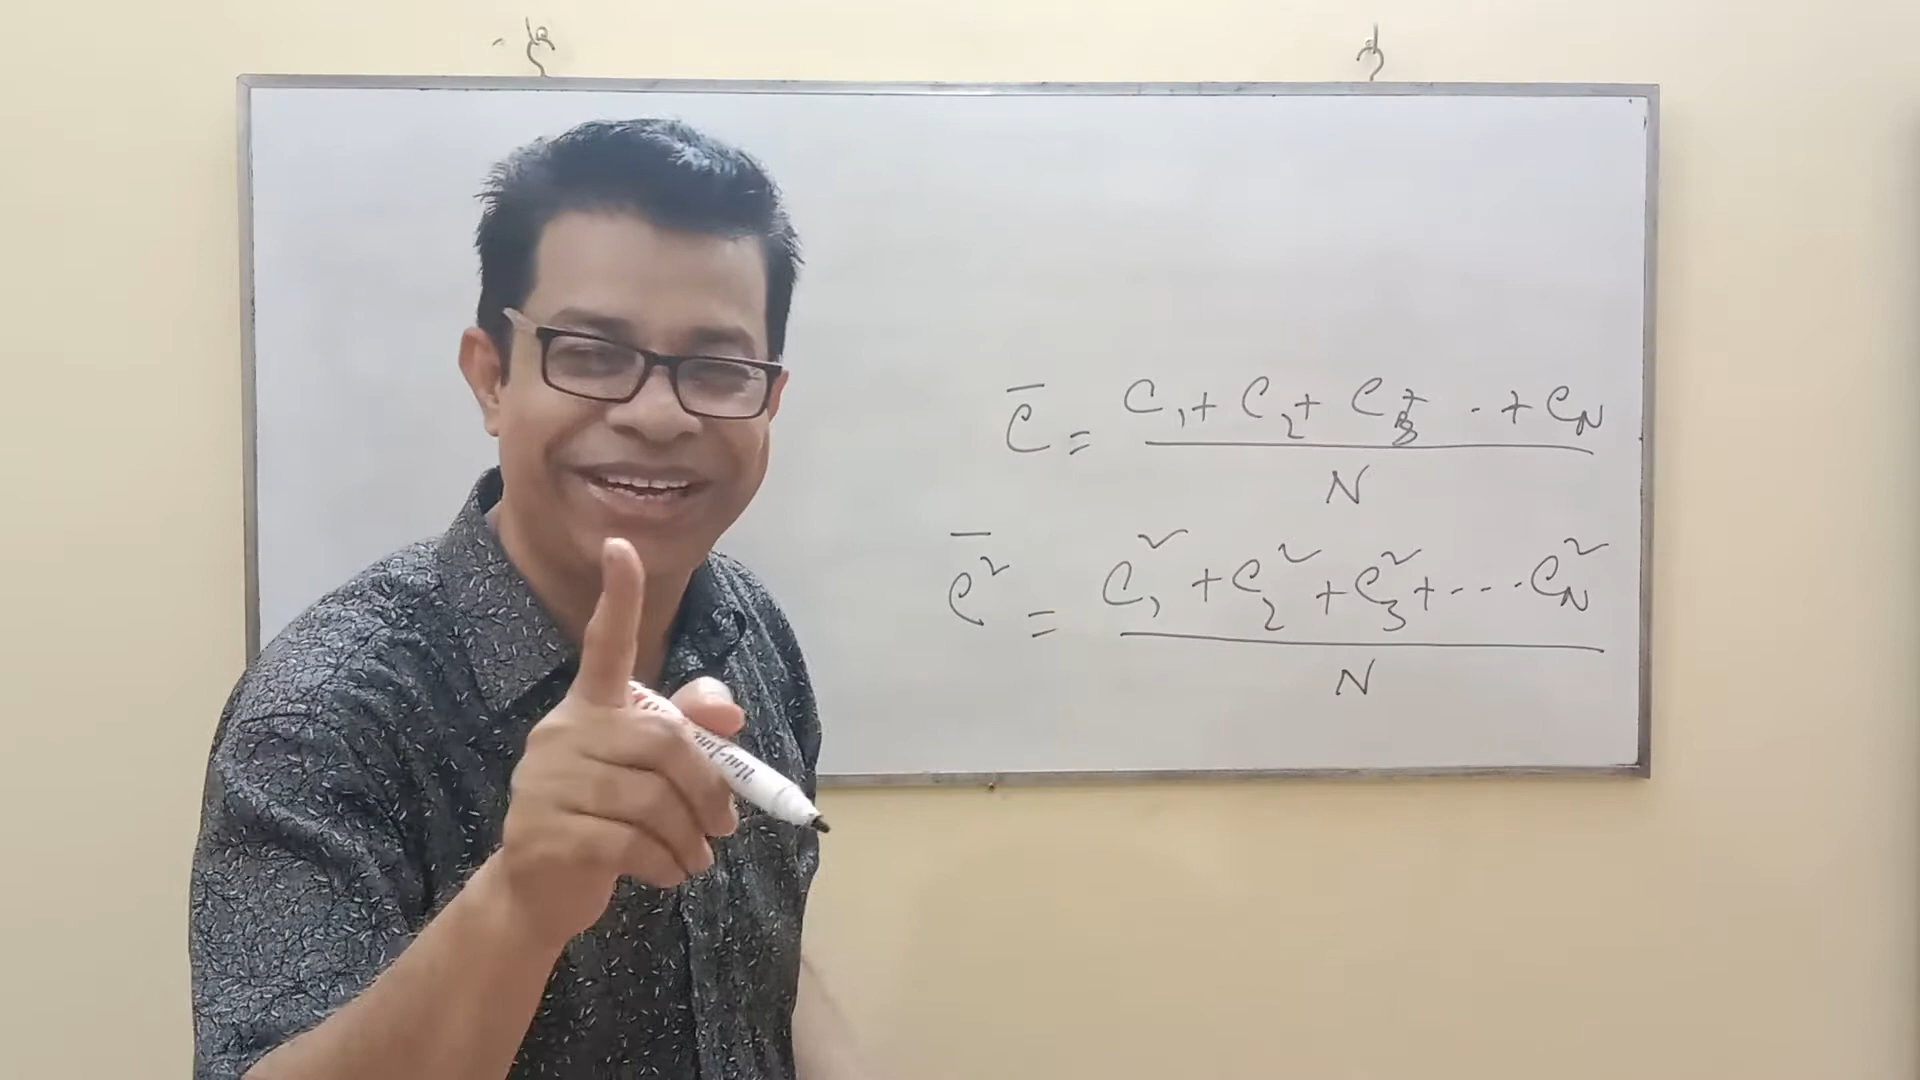 c̄ = (c₁ + c₂ + c₃ + . . + c_N) / N
c̄² = (c₁² + c₂² + c₃² + - - - c_N²) / N